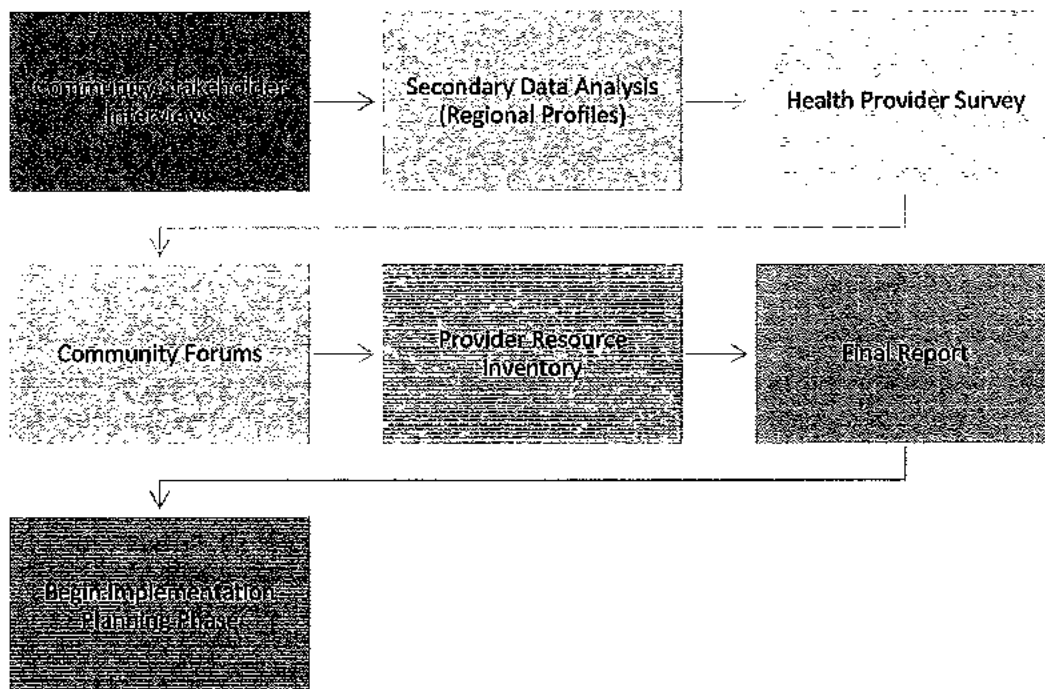 Community Stakeholder
Interviews
Secondary Data Analysis
(Regional Profiles)
Health Provider Survey
Community Forums
Provider Resource
Inventory
Final Report
Begin Implementation
Planning Phase